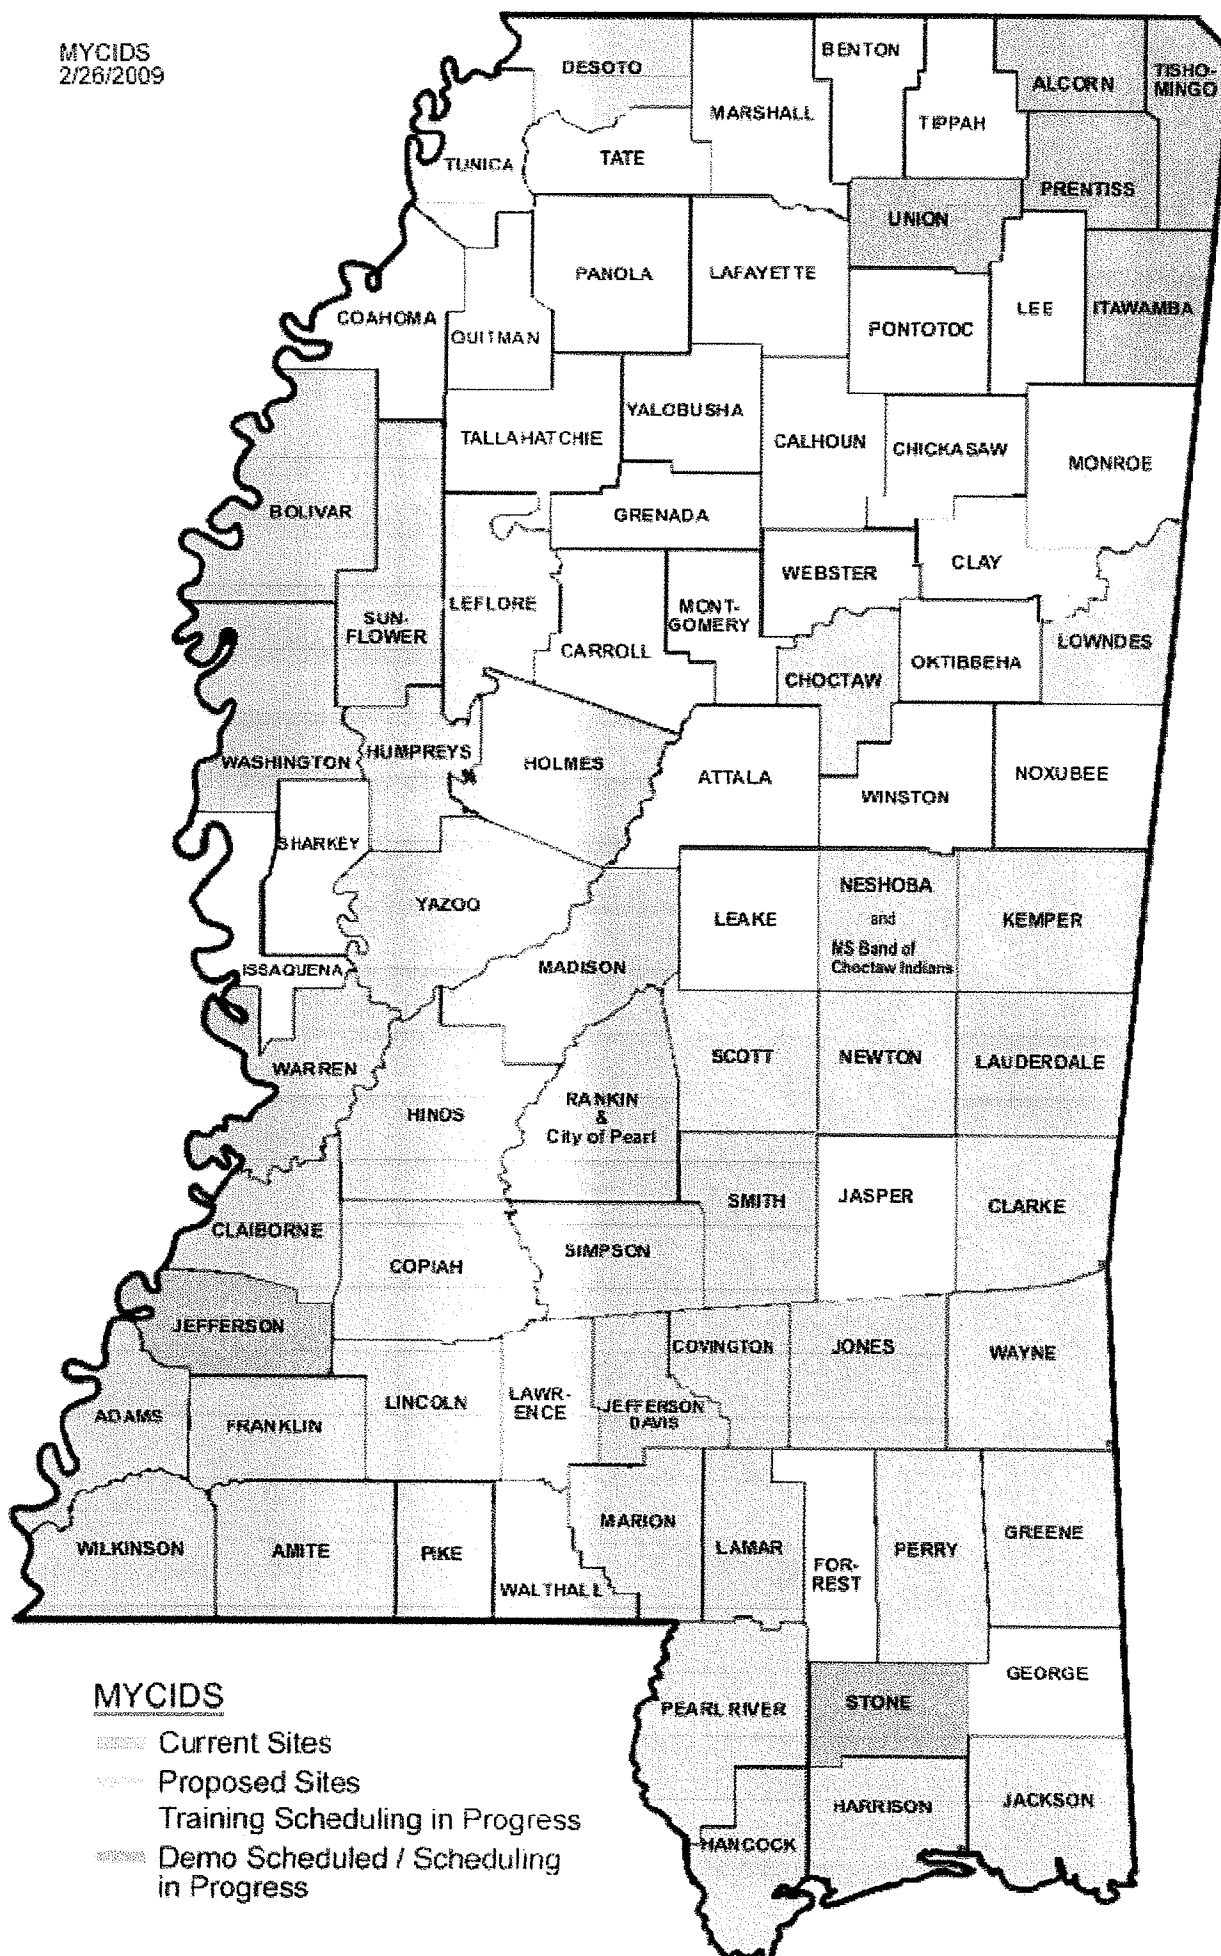 MYCIDS
2/26/2009
DESOTO
BENTON
ALCORN
TISHO-
MINGO
MARSHALL
TIPPAH
TUNICA
TATE
PRENTISS
UNION
PANOLA
LAFAYETTE
COAHOMA
QUITMAN
PONTOTOC
LEE
ITAWAMBA
YALOBUSHA
TALLAHATCHIE
CALHOUN
CHICKASAW
MONROE
BOLIVAR
GRENADA
CLAY
WEBSTER
LEFLORE
SUN-
FLOWER
MONT-
GOMERY
CARROLL
LOWNDES
OKTIBBEHA
CHOCTAW
HUMPREYS
WASHINGTON
HOLMES
ATTALA
NOXUBEE
WINSTON
SHARKEY
YAZOO
LEAKE
NESHOBA
and
MS Band of
Choctaw Indians
KEMPER
ISSAQUENA
MADISON
WARREN
SCOTT
NEWTON
LAUDERDALE
HINDS
RANKIN
&
City of Pearl
SMITH
JASPER
CLARKE
CLAIBORNE
COPIAH
SIMPSON
JEFFERSON
COVINGTON
JONES
WAYNE
ADAMS
FRANKLIN
LINCOLN
LAWR-
ENCE
JEFFERSON
DAVIS
WILKINSON
AMITE
PIKE
WALTHALL
MARION
LAMAR
FOR-
REST
PERRY
GREENE
GEORGE
PEARL RIVER
STONE
HANCOCK
HARRISON
JACKSON
MYCIDS
Current Sites
Proposed Sites
Training Scheduling in Progress
Demo Scheduled / Scheduling
in Progress